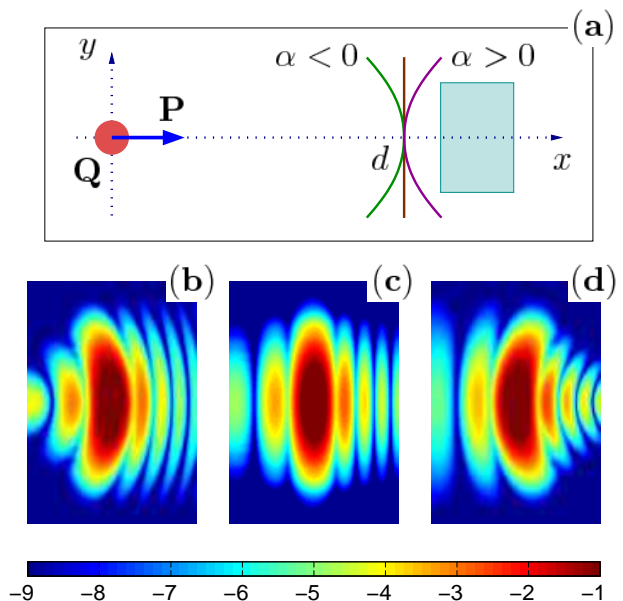 (a)
y α < 0 α > 0
P
Q d x
(b) (c) (d)
−9 −8 −7 −6 −5 −4 −3 −2 −1